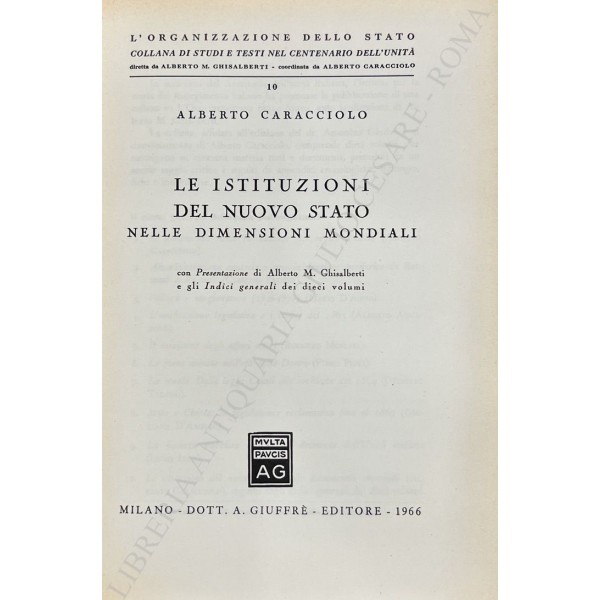 L'ORGANIZZAZIONE DELLO STATO
COLLANA DI STUDI E TESTI NEL CENTENARIO DELL'UNITÀ
diretta da ALBERTO M. GHISALBERTI - coordinata da ALBERTO CARACCIOLO
10
ALBERTO CARACCIOLO
LE ISTITUZIONI
DEL NUOVO STATO
NELLE DIMENSIONI MONDIALI
con Presentazione di Alberto M. Ghisalberti
e gli Indici generali dei dieci volumi
MVLTA
PAVCIS
AG
MILANO - DOTT. A. GIUFFRÈ - EDITORE - 1966
LIBRERIA ANTIQUARIA GIULIO CESARE - ROMA